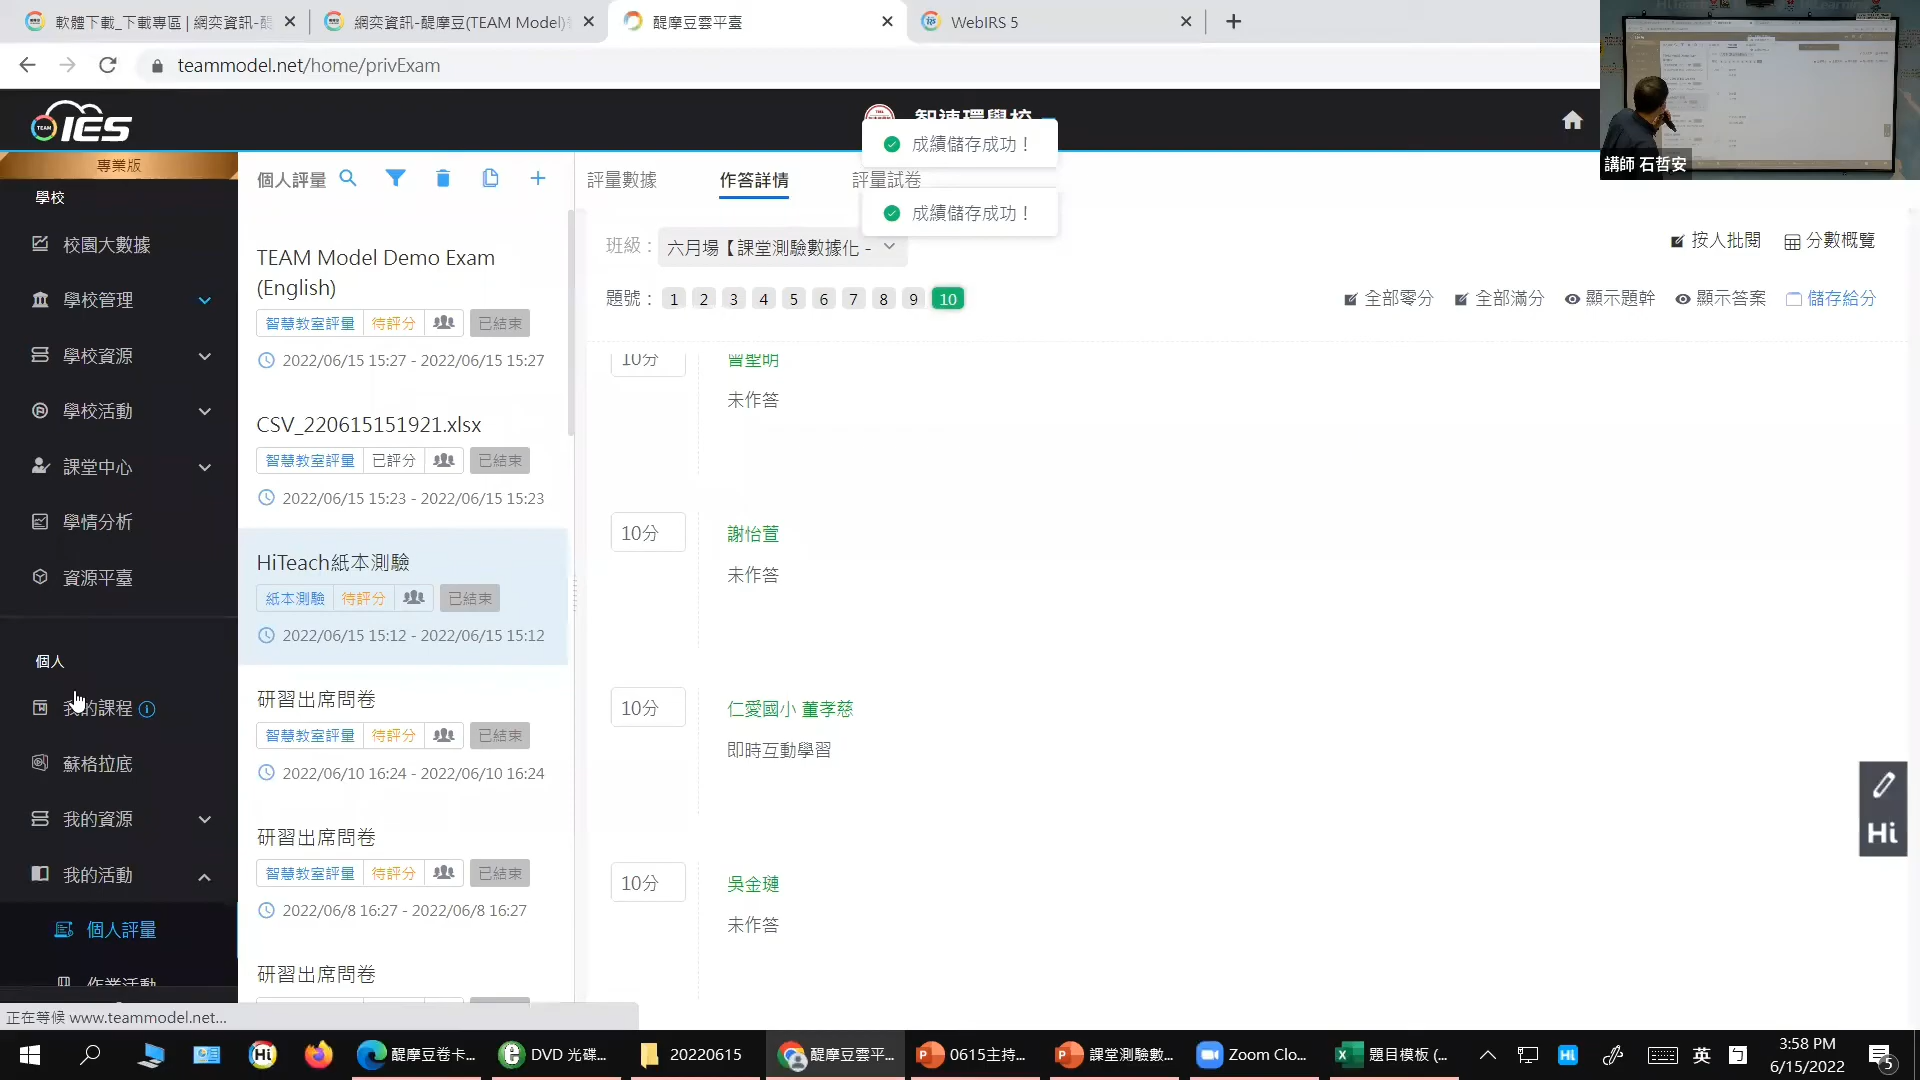 軟體下載_下載專區 | 網奕資訊-醍
網奕資訊-醍摩豆(TEAM Model)
醍摩豆雲平臺
WebIRS 5
teammodel.net/home/privExam
TEAM IES
智連環學校
講師 石哲安
成績儲存成功！
成績儲存成功！
專業版
學校
校園大數據
學校管理
學校資源
學校活動
課堂中心
學情分析
資源平臺
個人
我的課程
蘇格拉底
我的資源
我的活動
個人評量
作業活動
個人評量
TEAM Model Demo Exam
(English)
智慧教室評量 待評分 已結束
2022/06/15 15:27 - 2022/06/15 15:27
CSV_220615151921.xlsx
智慧教室評量 已評分 已結束
2022/06/15 15:23 - 2022/06/15 15:23
HiTeach紙本測驗
紙本測驗 待評分 已結束
2022/06/15 15:12 - 2022/06/15 15:12
研習出席問卷
智慧教室評量 待評分 已結束
2022/06/10 16:24 - 2022/06/10 16:24
研習出席問卷
智慧教室評量 待評分 已結束
2022/06/8 16:27 - 2022/06/8 16:27
研習出席問卷
評量數據 作答詳情 評量試卷
班級： 六月場【課堂測驗數據化 -
按人批閱 分數概覽
題號： 1 2 3 4 5 6 7 8 9 10
全部零分 全部滿分 顯示題幹 顯示答案 儲存給分
10分 曾聖明
未作答
10分 謝怡萱
未作答
10分 仁愛國小 董孝慈
即時互動學習
10分 吳金璉
未作答
Hi
正在等候 www.teammodel.net...
醍摩豆卷卡...
DVD 光碟...
20220615
醍摩豆雲平...
0615主持...
課堂測驗數...
Zoom Clo...
題目模板 (...
英
3:58 PM
6/15/2022
5